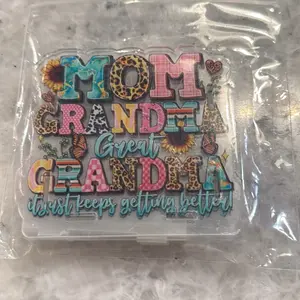 MOM
GRANDMA
Great
GRANDMA
it just keeps getting better!